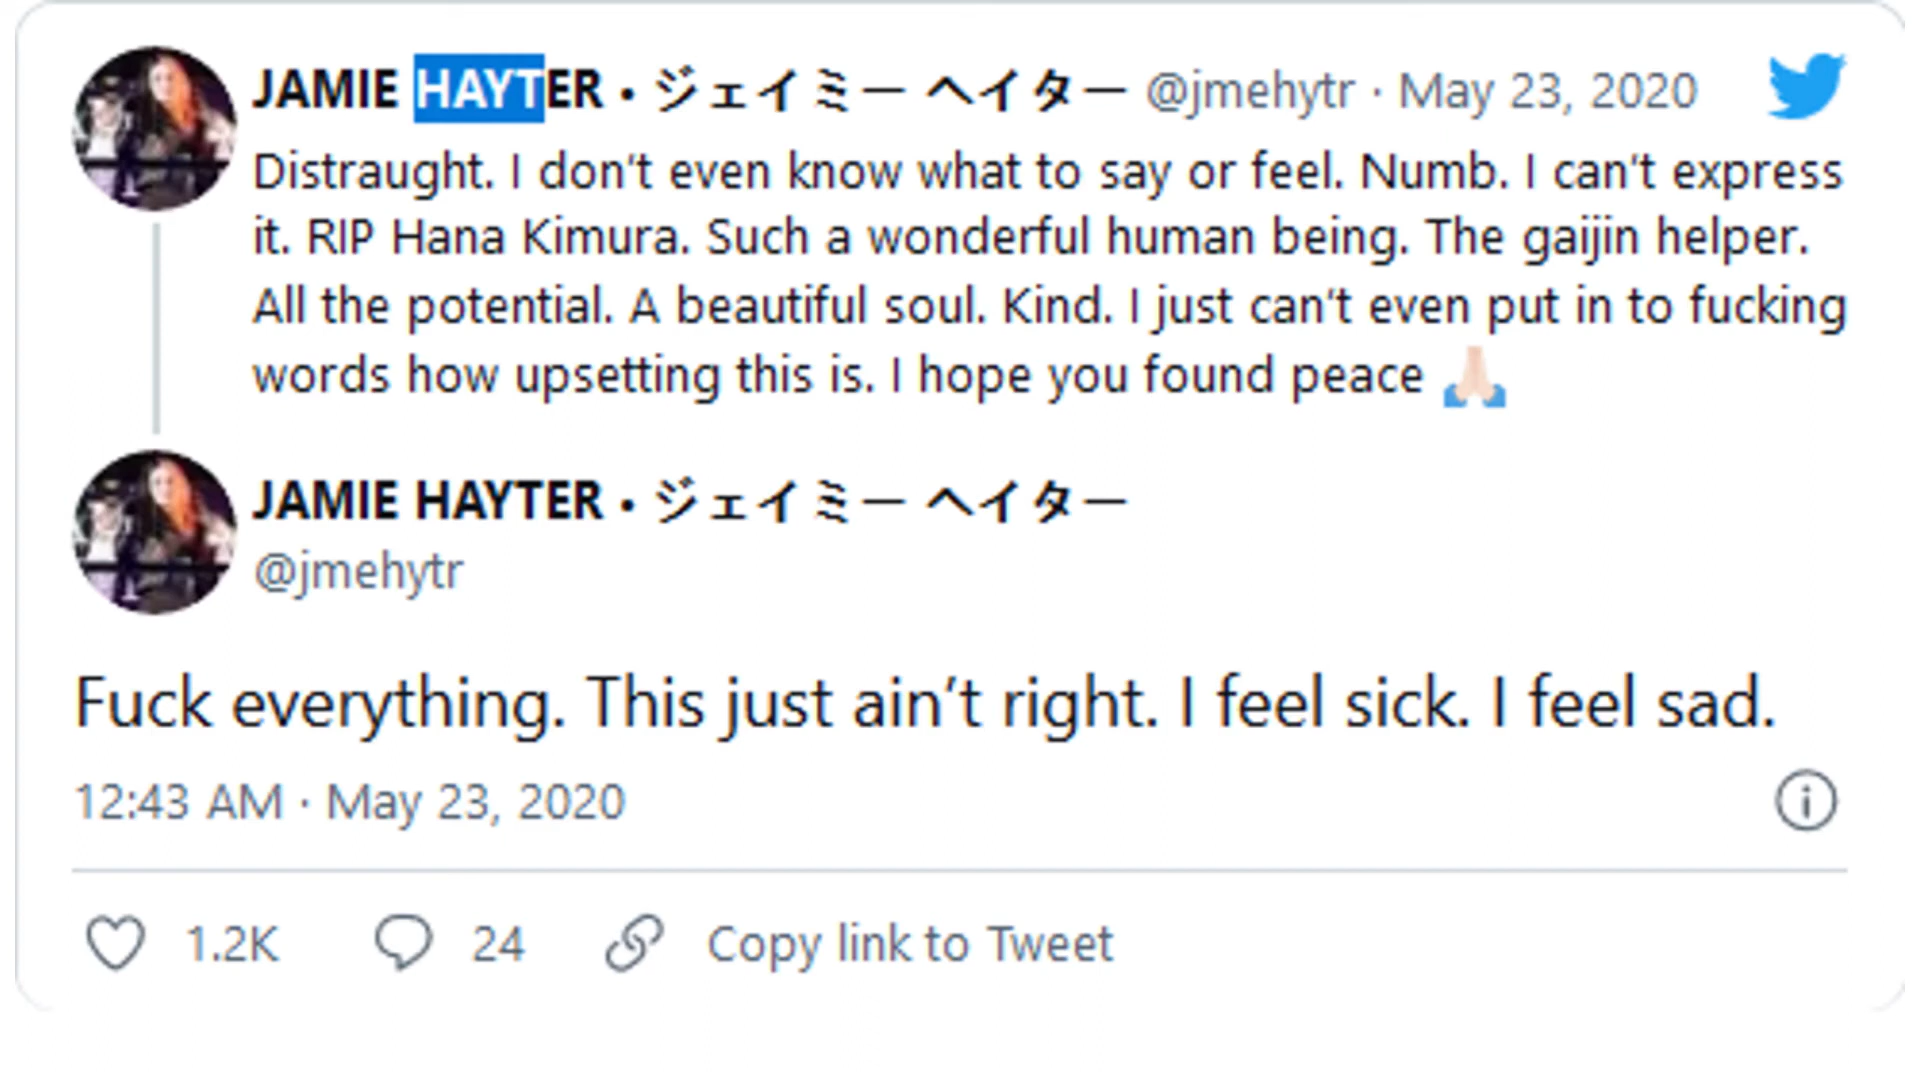 JAMIE HAYTER • ジェイミー ヘイター @jmehytr · May 23, 2020
Distraught. I don’t even know what to say or feel. Numb. I can’t express
it. RIP Hana Kimura. Such a wonderful human being. The gaijin helper.
All the potential. A beautiful soul. Kind. I just can’t even put in to fucking
words how upsetting this is. I hope you found peace 🙏🏻
JAMIE HAYTER • ジェイミー ヘイター
@jmehytr
Fuck everything. This just ain’t right. I feel sick. I feel sad.
12:43 AM · May 23, 2020
1.2K 24 Copy link to Tweet